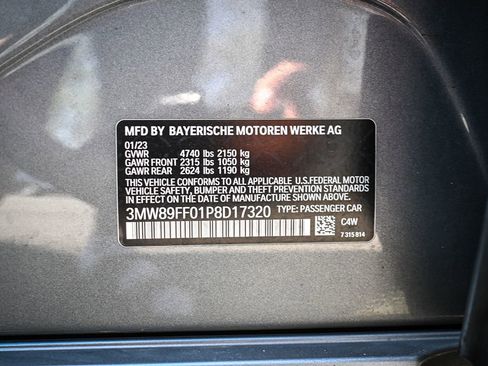 MFD BY BAYERISCHE MOTOREN WERKE AG
01/23
GVWR 4740 lbs 2150 kg
GAWR FRONT 2315 lbs 1050 kg
GAWR REAR 2624 lbs 1190 kg
THIS VEHICLE CONFORMS TO ALL APPLICABLE U.S.FEDERAL MOTOR
VEHICLE SAFETY, BUMPER AND THEFT PREVENTION STANDARDS
IN EFFECT ON THE DATE OF MANUFACTURE SHOWN ABOVE.
3MW89FF01P8D17320 TYPE: PASSENGER CAR
C4W
7315814